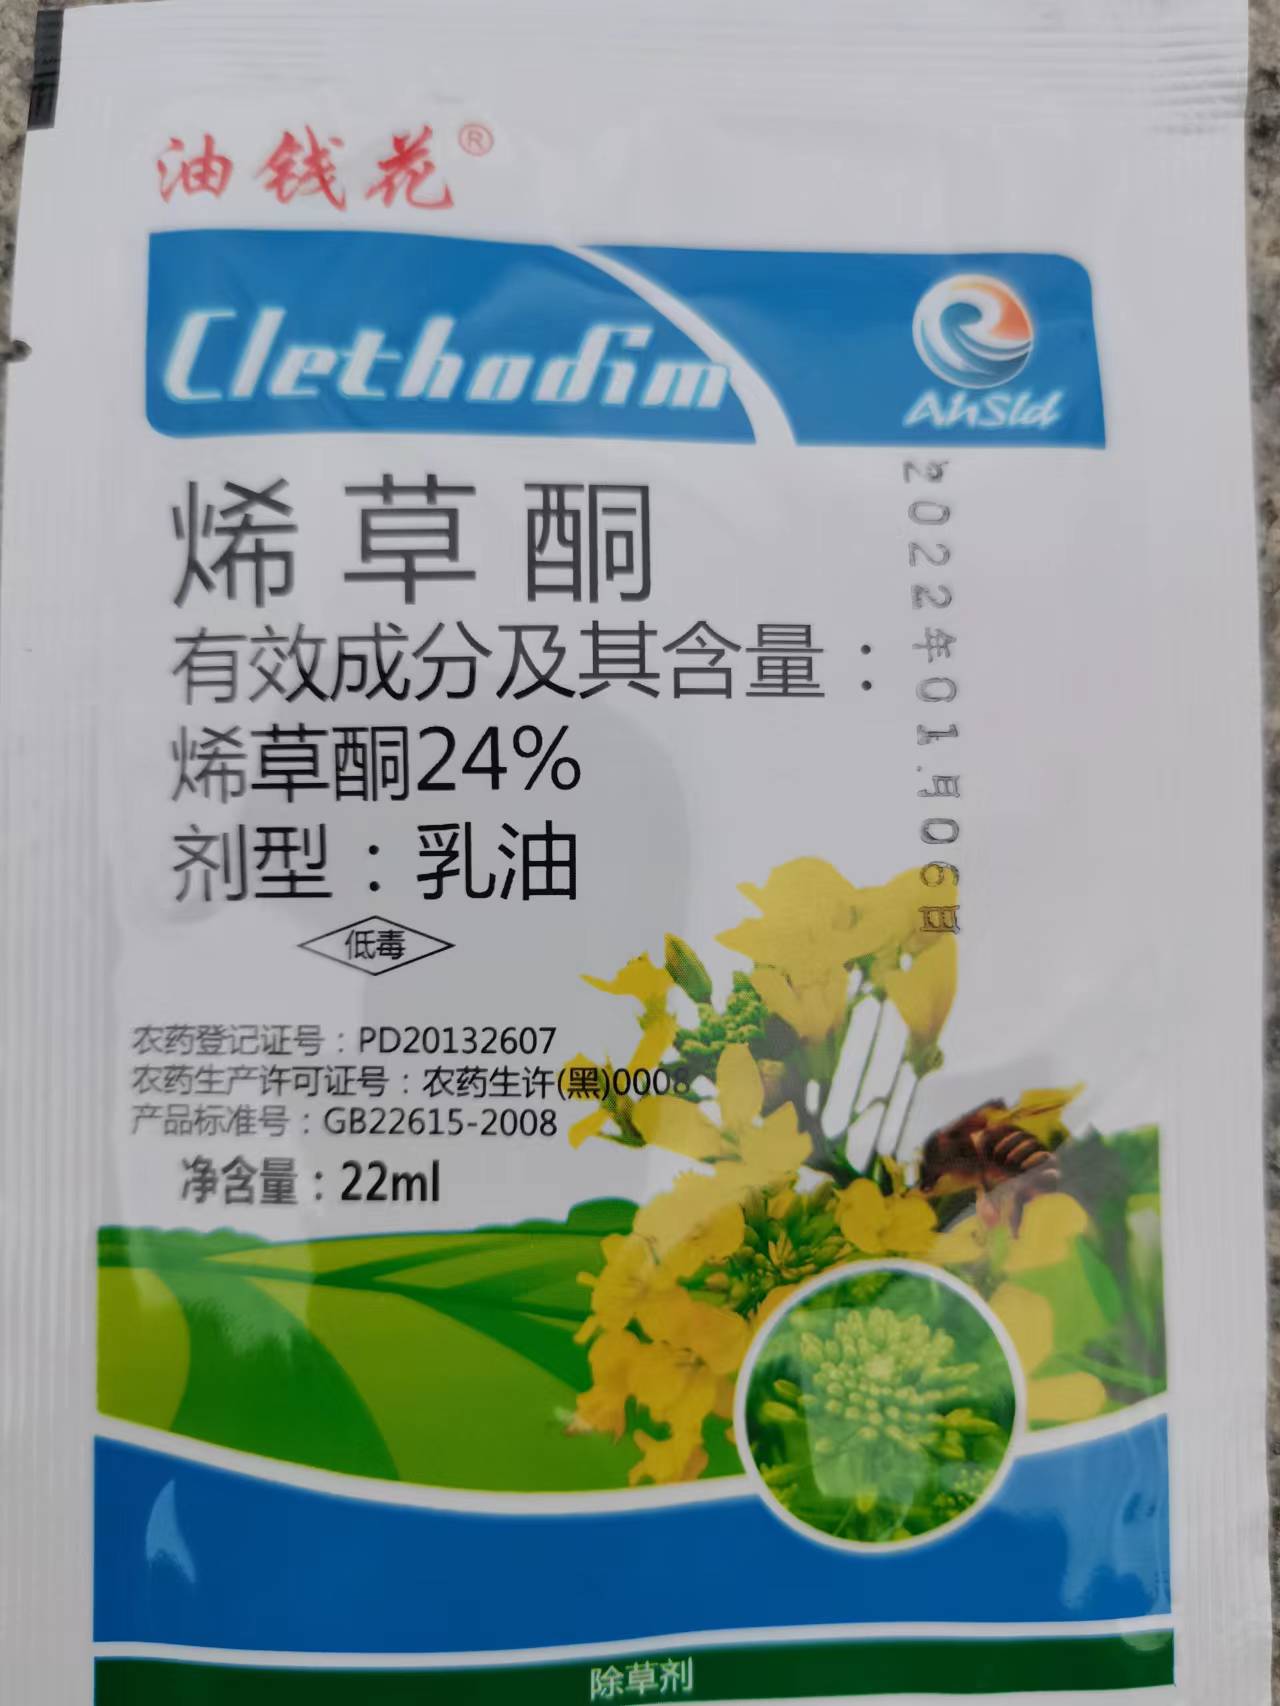 油钱花®
Clethodim
AhSld
烯草酮
有效成分及其含量：
烯草酮24%
剂型：乳油
低毒
2022年01月06日
农药登记证号：PD20132607
农药生产许可证号：农药生许(黑)0008
产品标准号：GB22615-2008
净含量：22ml
除草剂